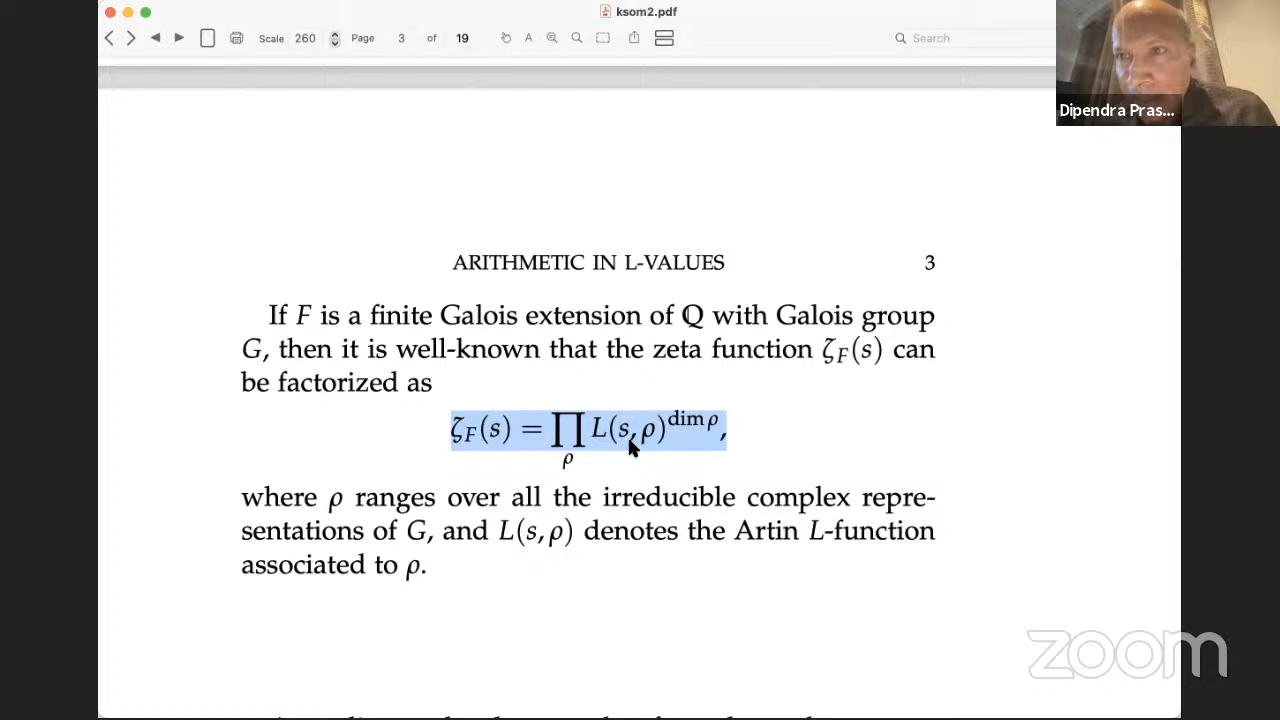 ksom2.pdf
Scale 260 Page 3 of 19 A Search
Dipendra Pras...
ARITHMETIC IN L-VALUES 3
If F is a finite Galois extension of ℚ with Galois group
G, then it is well-known that the zeta function ζ_F(s) can
be factorized as
ζ_F(s) = ∏_ρ L(s, ρ)^{dim ρ},
where ρ ranges over all the irreducible complex repre-
sentations of G, and L(s, ρ) denotes the Artin L-function
associated to ρ.
zoom